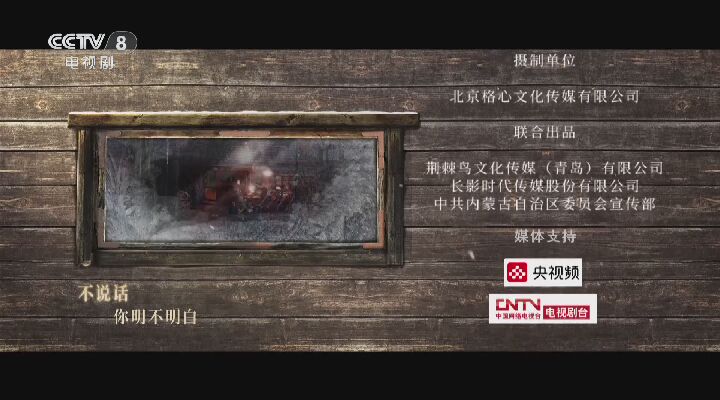 CCTV 8
电视剧
摄制单位
北京格心文化传媒有限公司
联合出品
荆棘鸟文化传媒（青岛）有限公司
长影时代传媒股份有限公司
中共内蒙古自治区委员会宣传部
媒体支持
央视频
CNTV
中国网络电视台
电视剧台
不说话
你明不明白